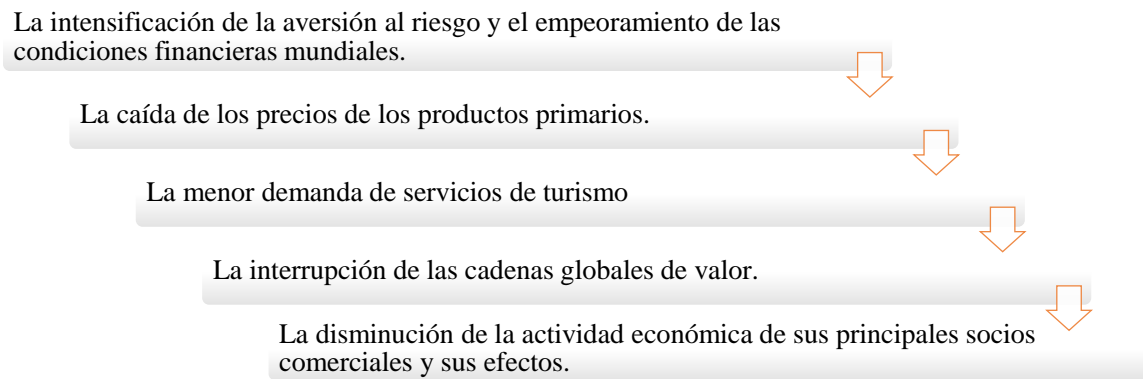 La intensificación de la aversión al riesgo y el empeoramiento de las
condiciones financieras mundiales.
La caída de los precios de los productos primarios.
La menor demanda de servicios de turismo
La interrupción de las cadenas globales de valor.
La disminución de la actividad económica de sus principales socios
comerciales y sus efectos.